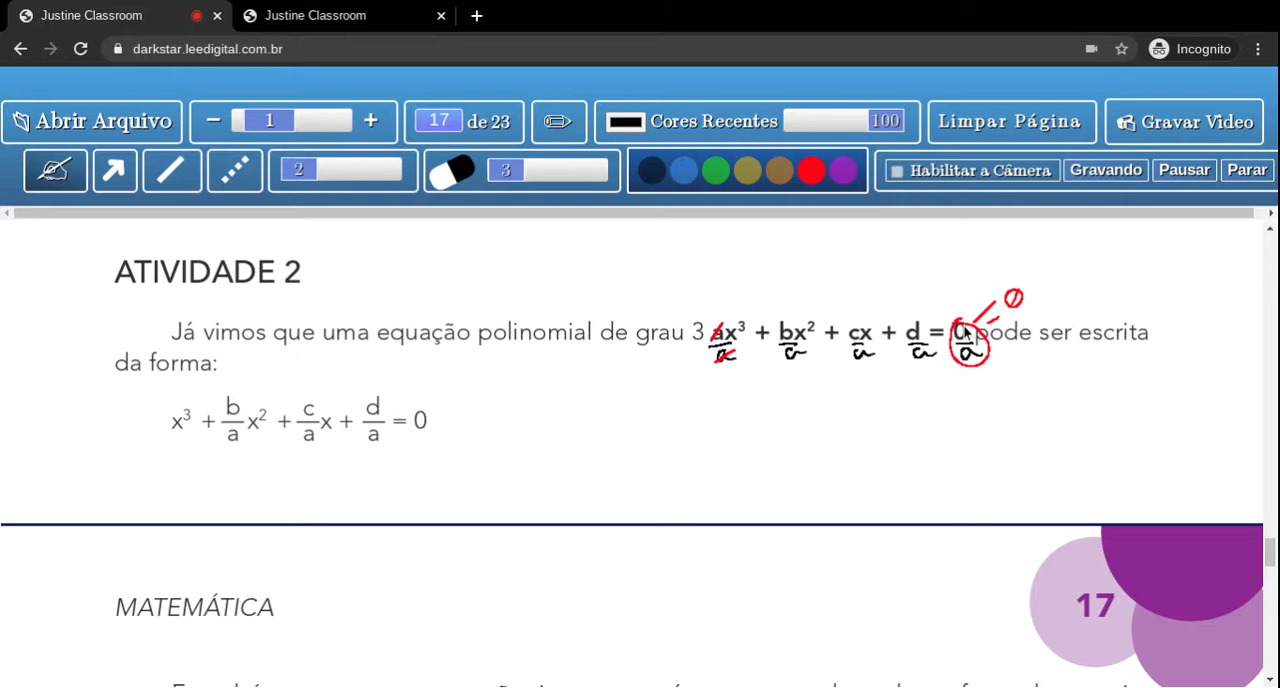 Justine Classroom
Justine Classroom
darkstar.leedigital.com.br
Incognito
Abrir Arquivo
− 1 +
17 de 23
Cores Recentes 100
Limpar Página
Gravar Video
2
3
Habilitar a Câmera
Gravando
Pausar
Parar
ATIVIDADE 2
Já vimos que uma equação polinomial de grau 3 ax³ + bx² + cx + d = 0 pode ser escrita
a a a a a
0
da forma:
x³ + b/a x² + c/a x + d/a = 0
MATEMÁTICA
17